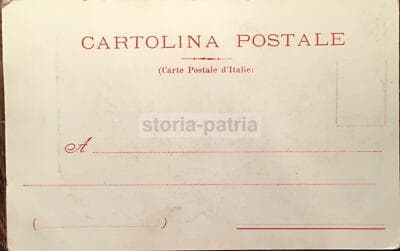 CARTOLINA POSTALE
(Carte Postale d'Italie)
storia-patria
A